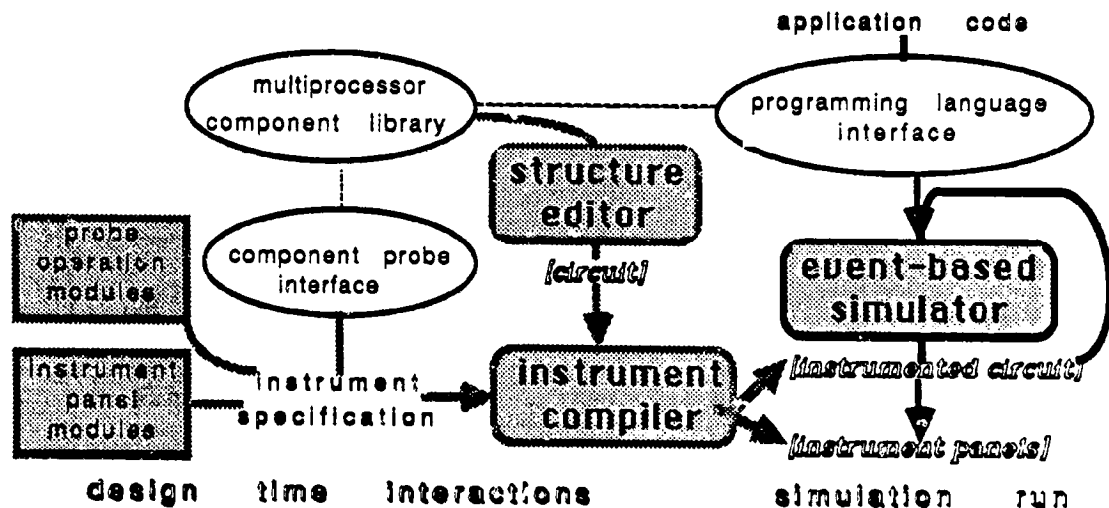 application code
multiprocessor
component library
programming language
interface
structure
editor
probe
operation
modules
component probe
interface
[circuit]
event-based
simulator
instrument
panel
modules
instrument
specification
instrument
compiler
[instrumented circuit]
[instrument panels]
design time interactions
simulation run